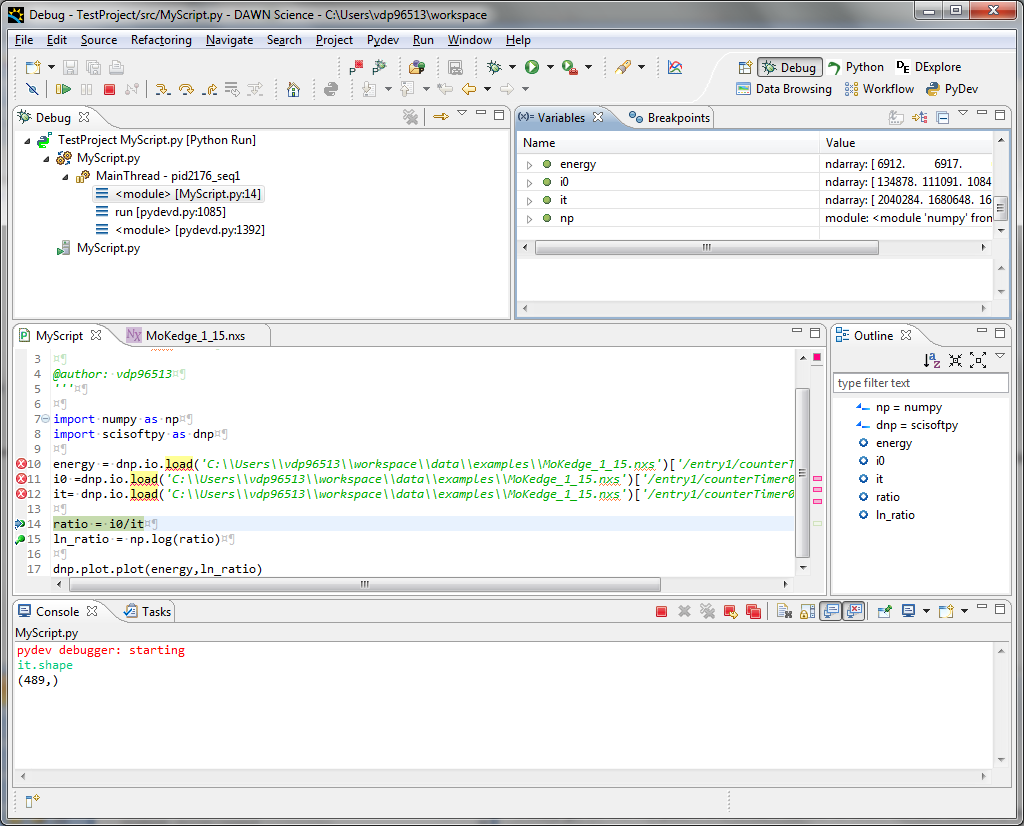 Debug - TestProject/src/MyScript.py - DAWN Science - C:\Users\vdp96513\workspace
File Edit Source Refactoring Navigate Search Project Pydev Run Window Help
Debug Python DExplore
Data Browsing Workflow PyDev
Debug
TestProject MyScript.py [Python Run]
MyScript.py
MainThread - pid2176_seq1
<module> [MyScript.py:14]
run [pydevd.py:1085]
<module> [pydevd.py:1392]
MyScript.py
(x)= Variables Breakpoints
Name Value
energy ndarray: [ 6912. 6917.
i0 ndarray: [ 134878. 111091. 1084
it ndarray: [ 2040284. 1680648. 16
np module: <module 'numpy' from
MyScript MoKedge_1_15.nxs
3
4 @author: vdp96513
5 '''
6
7 import numpy as np
8 import scisoftpy as dnp
9
10 energy = dnp.io.load('C:\\Users\\vdp96513\\workspace\\data\\examples\\MoKedge_1_15.nxs')['/entry1/counterT
11 i0 =dnp.io.load('C:\\Users\\vdp96513\\workspace\\data\\examples\\MoKedge_1_15.nxs')['/entry1/counterTimer0
12 it= dnp.io.load('C:\\Users\\vdp96513\\workspace\\data\\examples\\MoKedge_1_15.nxs')['/entry1/counterTimer0
13
14 ratio = i0/it
15 ln_ratio = np.log(ratio)
16
17 dnp.plot.plot(energy,ln_ratio)
Outline
type filter text
np = numpy
dnp = scisoftpy
energy
i0
it
ratio
ln_ratio
Console Tasks
MyScript.py
pydev debugger: starting
it.shape
(489,)